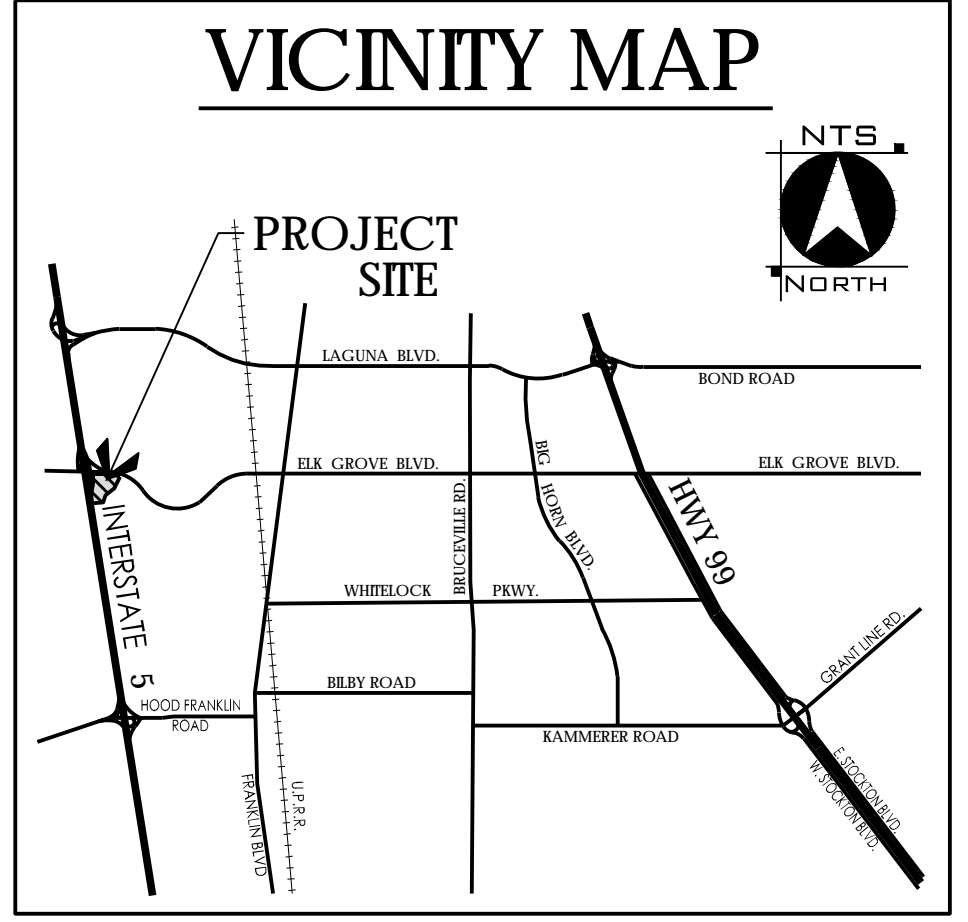 VICINITY MAP
NTS
NORTH
PROJECT
SITE
LAGUNA BLVD.
BOND ROAD
ELK GROVE BLVD.
ELK GROVE BLVD.
BIG
HORN BLVD.
BRUCEVILLE RD.
HWY 99
INTERSTATE 5
WHITELOCK PKWY.
GRANT LINE RD.
BILBY ROAD
HOOD FRANKLIN
ROAD
KAMMERER ROAD
FRANKLIN BLVD
U.P.R.R.
E. STOCKTON BLVD.
W. STOCKTON BLVD.